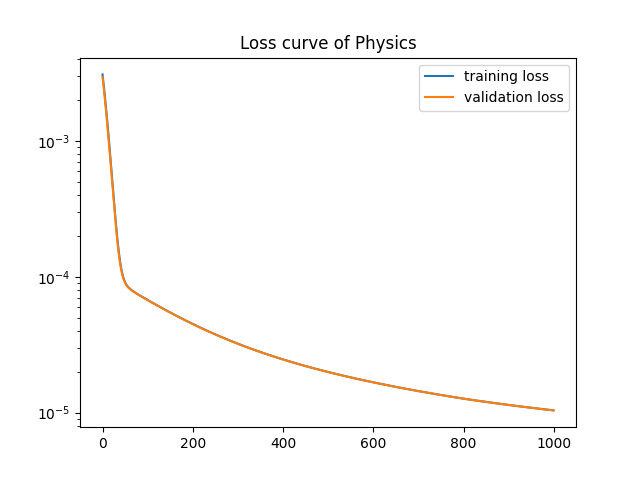 Loss curve of Physics
training loss
validation loss
10⁻³
10⁻⁴
10⁻⁵
0 200 400 600 800 1000